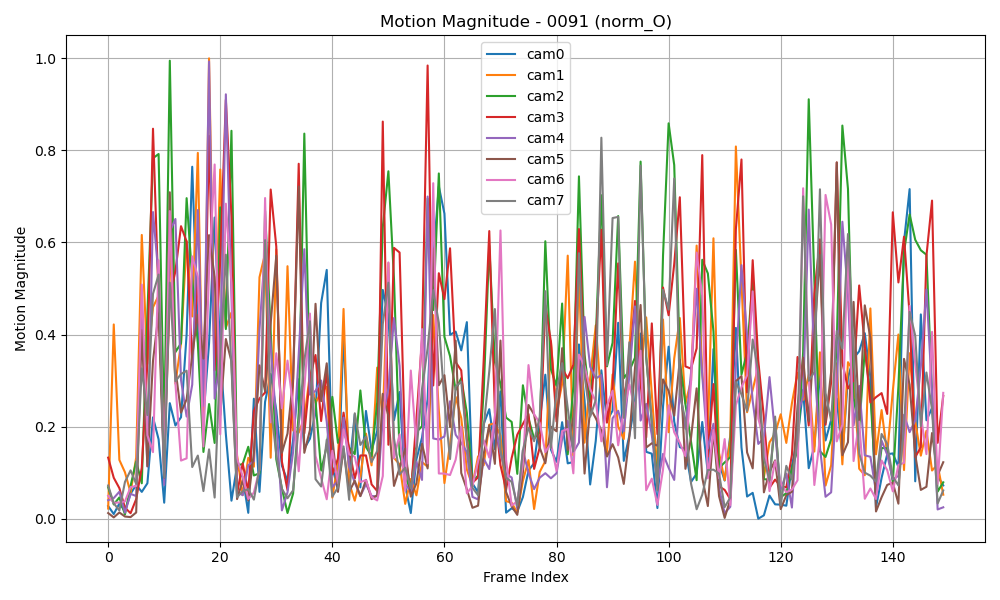 Motion Magnitude - 0091 (norm_O)
cam0
cam1
cam2
cam3
cam4
cam5
cam6
cam7
Motion Magnitude
1.0
0.8
0.6
0.4
0.2
0.0
0 20 40 60 80 100 120 140
Frame Index